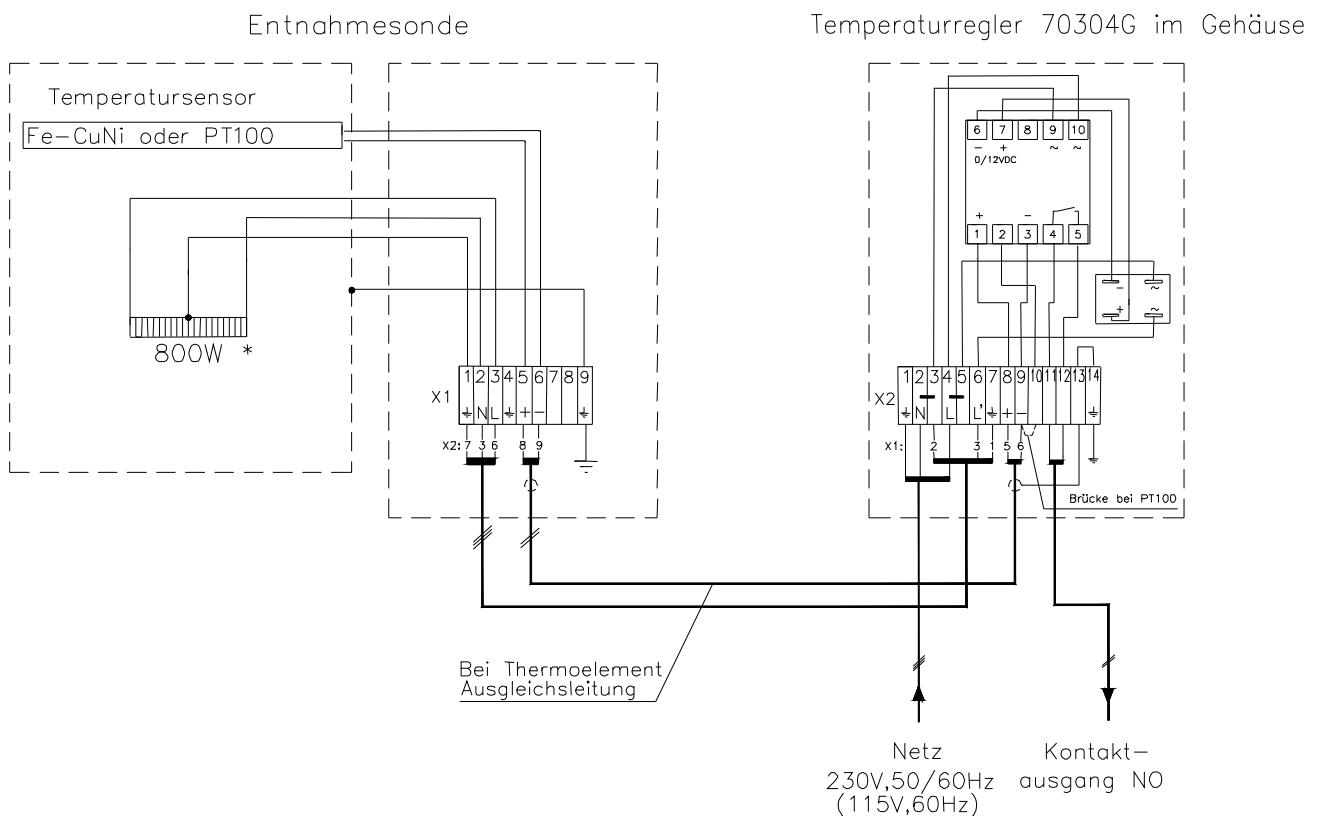 Entnahmesonde
Temperaturregler 70304G im Gehäuse
Temperatursensor
Fe-CuNi oder PT100
800W *
6 7 8 9 10
- + ~ ~
0/12VDC
+ -
1 2 3 4 5
- ~
+ ~
X1
1 2 3 4 5 6 7 8 9
N L + -
X2: 7 3 6 8 9
X2
1 2 3 4 5 6 7 8 9 10 11 12 13 14
N L L' + -
X1: 2 3 1 5 6
Brücke bei PT100
Bei Thermoelement
Ausgleichsleitung
Netz
230V,50/60Hz
(115V,60Hz)
Kontakt-
ausgang NO